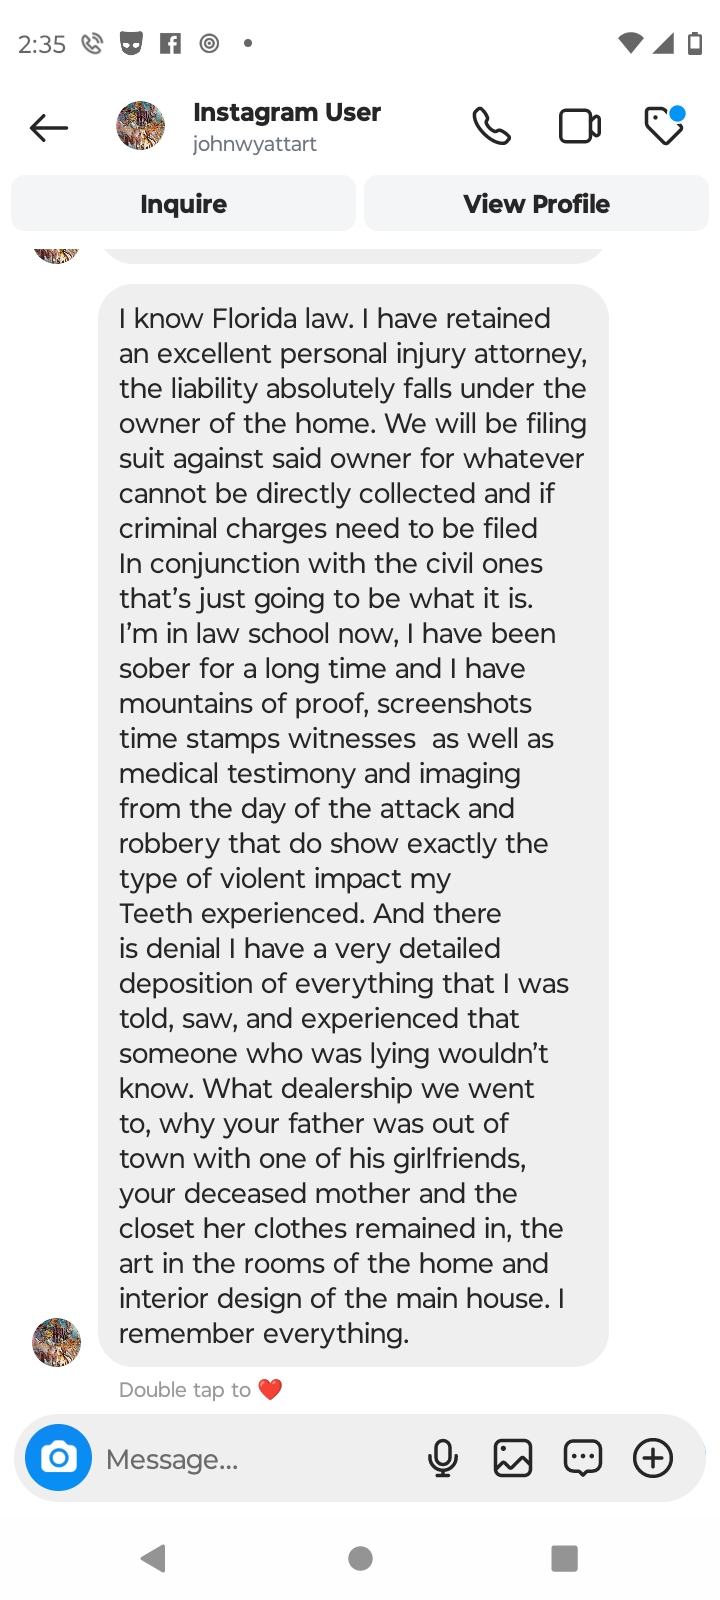 2:35
Instagram User
johnwyattart
Inquire
View Profile
I know Florida law. I have retained
an excellent personal injury attorney,
the liability absolutely falls under the
owner of the home. We will be filing
suit against said owner for whatever
cannot be directly collected and if
criminal charges need to be filed
In conjunction with the civil ones
that’s just going to be what it is.
I’m in law school now, I have been
sober for a long time and I have
mountains of proof, screenshots
time stamps witnesses  as well as
medical testimony and imaging
from the day of the attack and
robbery that do show exactly the
type of violent impact my
Teeth experienced. And there
is denial I have a very detailed
deposition of everything that I was
told, saw, and experienced that
someone who was lying wouldn’t
know. What dealership we went
to, why your father was out of
town with one of his girlfriends,
your deceased mother and the
closet her clothes remained in, the
art in the rooms of the home and
interior design of the main house. I
remember everything.
Double tap to ❤️
Message...